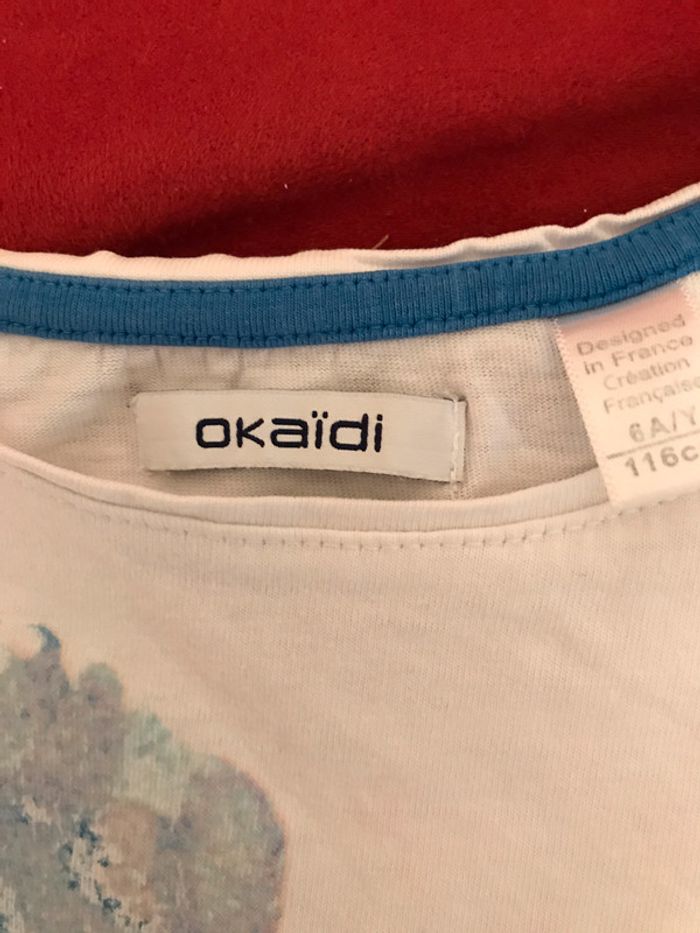 oKaïdi
Designed
in France
Création
Française
6A/Y
116c